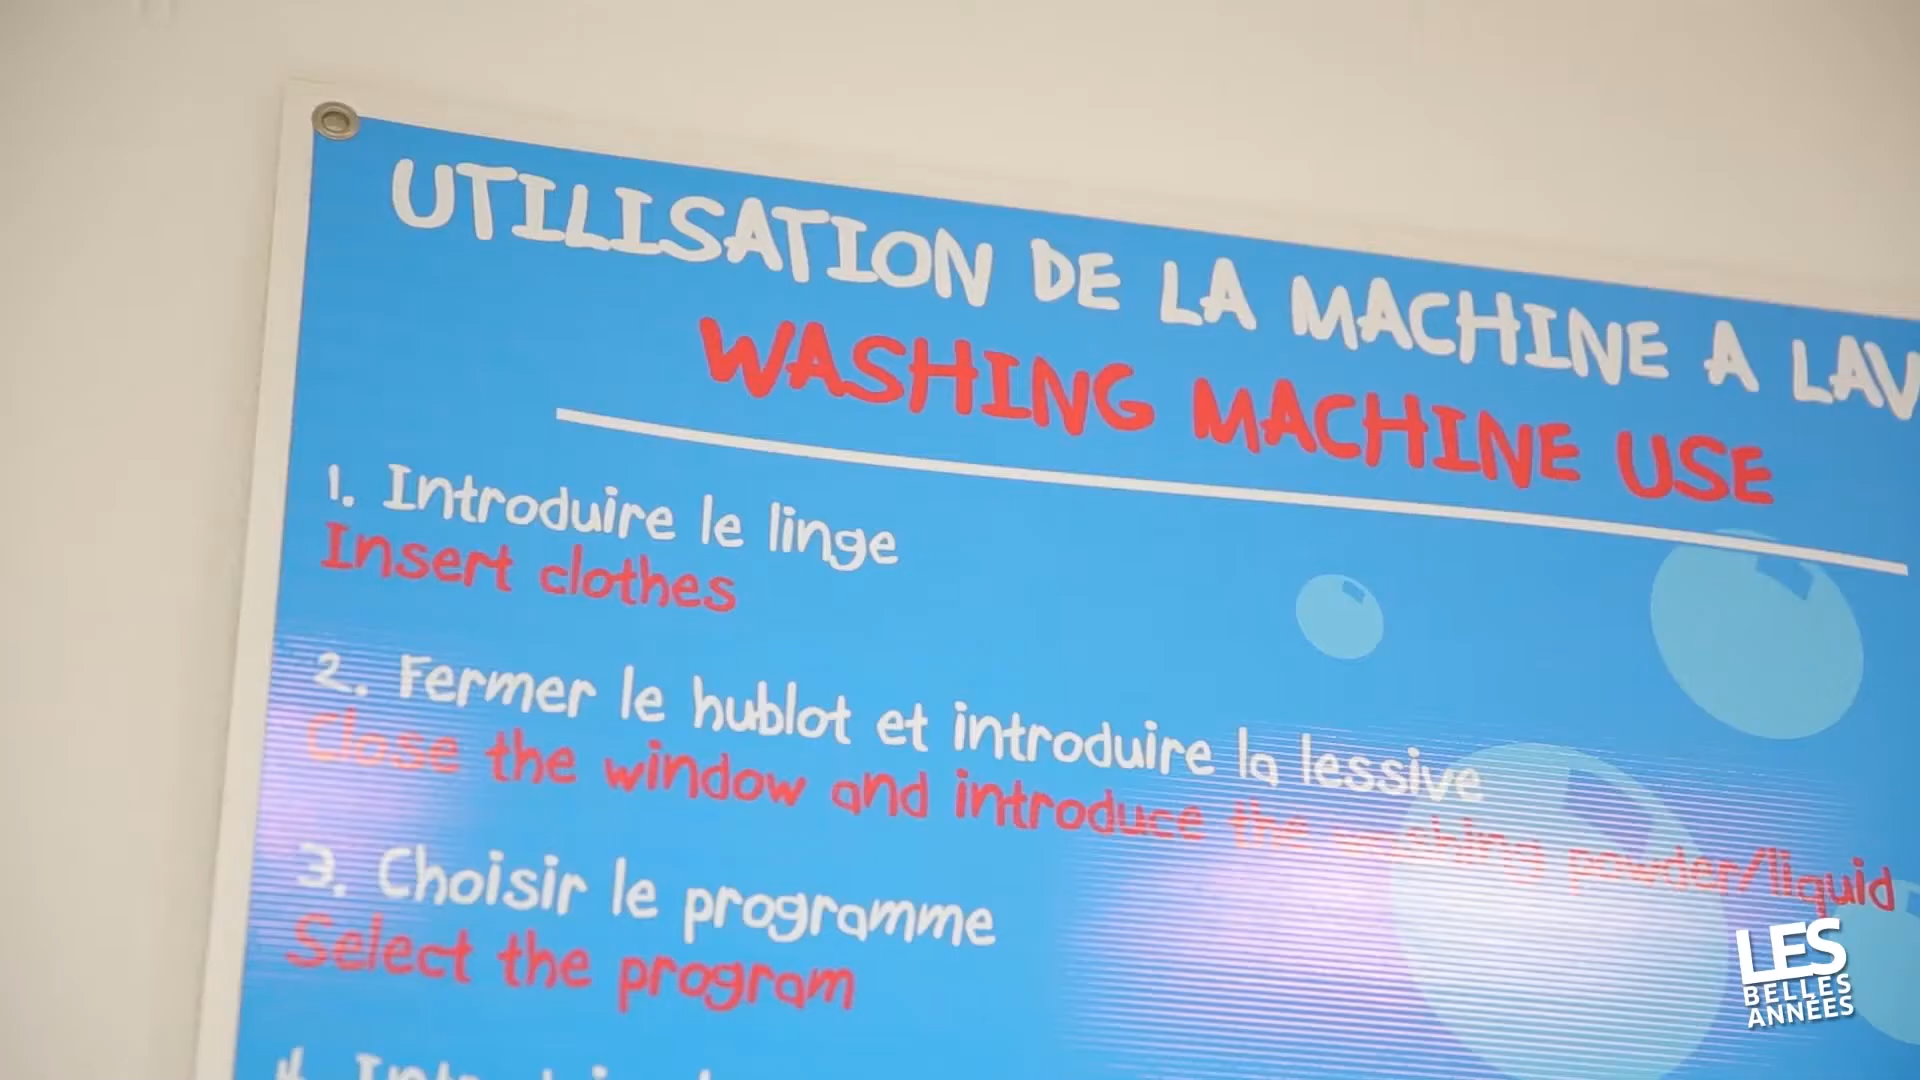 UTILISATION DE LA MACHINE A LAV
WASHING MACHINE USE
1. Introduire le linge
Insert clothes
2. Fermer le hublot et introduire la lessive
Close the window and introduce the washing powder/liquid
3. Choisir le programme
Select the program
4.
LES
BELLES
ANNÉES